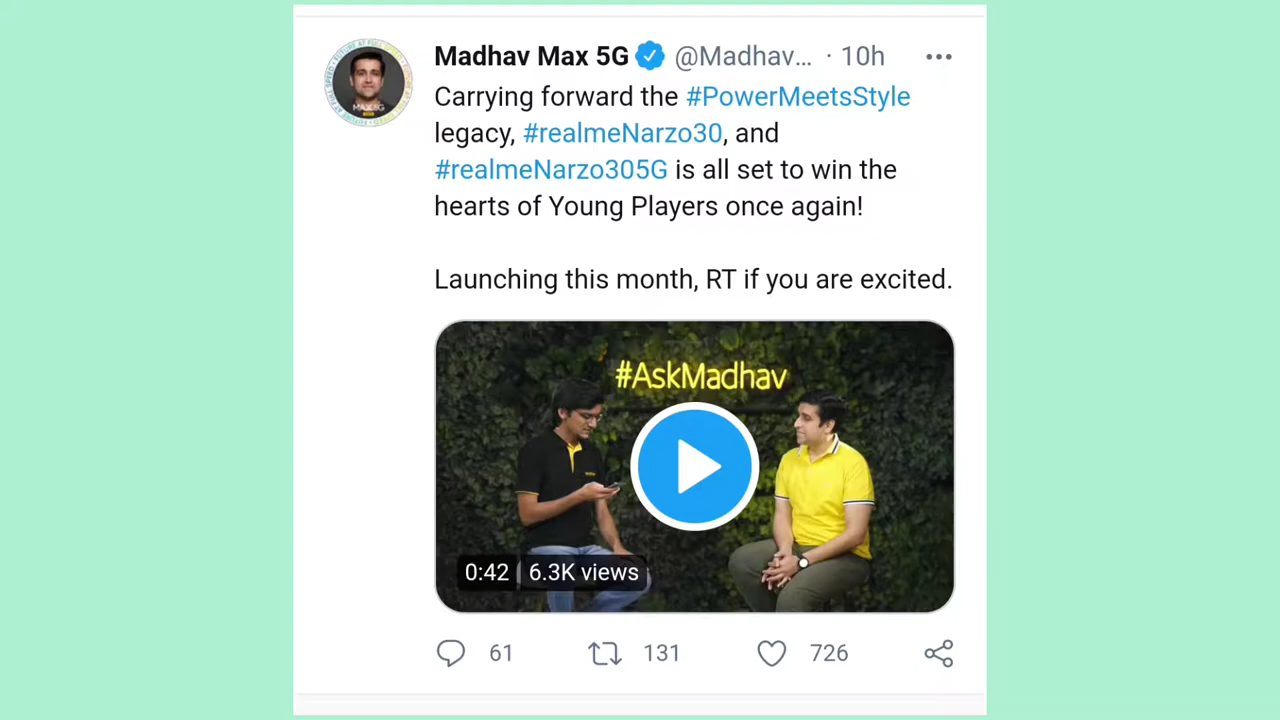 Madhav Max 5G @Madhav... · 10h
Carrying forward the #PowerMeetsStyle
legacy, #realmeNarzo30, and
#realmeNarzo305G is all set to win the
hearts of Young Players once again!
Launching this month, RT if you are excited.
#AskMadhav
0:42 6.3K views
61 131 726